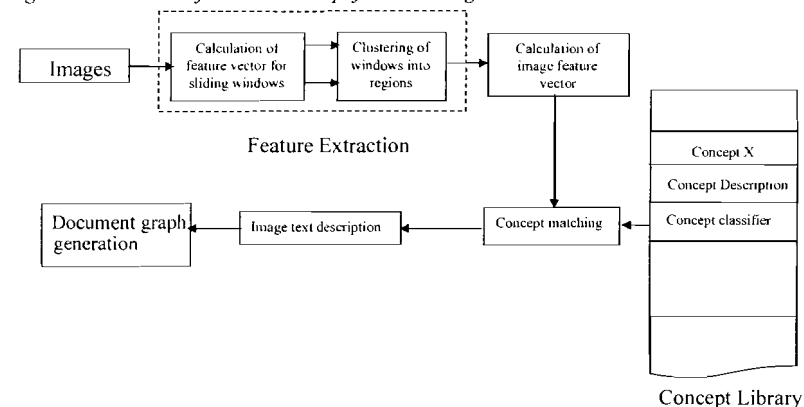 Images
Calculation of
feature vector for
sliding windows
Clustering of
windows into
regions
Calculation of
image feature
vector
Feature Extraction
Concept X
Concept Description
Concept classifier
Concept matching
Image text description
Document graph
generation
Concept Library